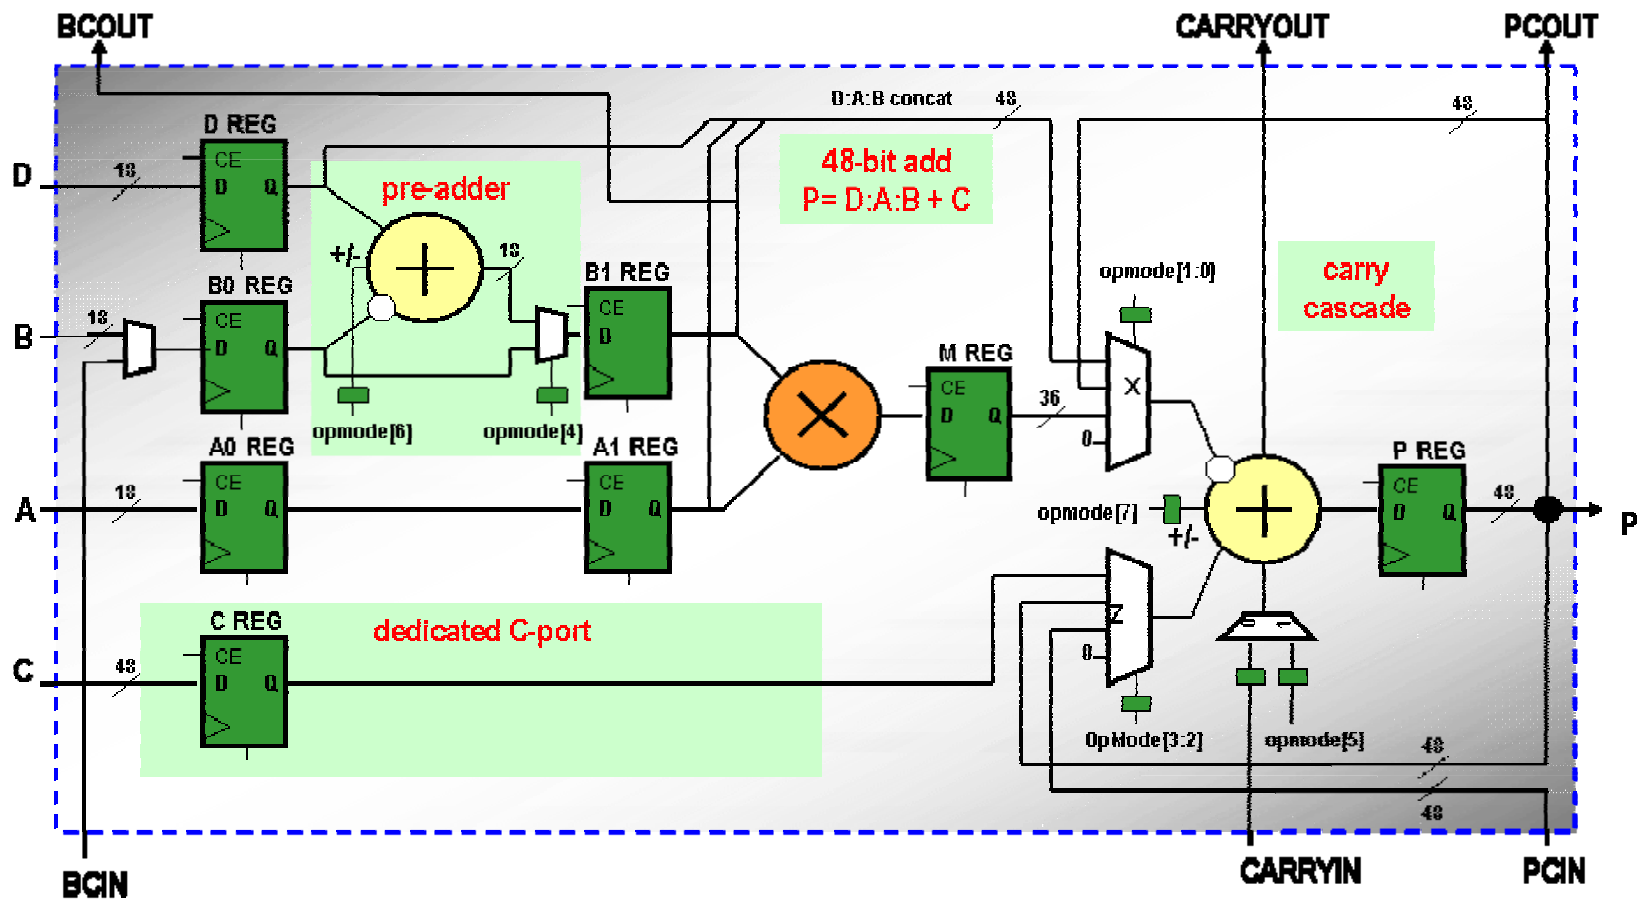 BCOUT
CARRYOUT
PCOUT
D:A:B concat
48
48
D REG
CE
D Q
D
18
pre-adder
48-bit add
P= D:A:B + C
+/-
18
B0 REG
CE
D Q
B
18
B1 REG
CE
D
opmode[1:0]
carry
cascade
X
0
M REG
CE
D Q
36
opmode[6]
opmode[4]
A0 REG
CE
D Q
A
18
A1 REG
CE
D Q
opmode[7]
+/-
P REG
CE
D Q
48
P
C REG
CE
D Q
C
48
dedicated C-port
Z
0
0 1
OpMode[3:2]
opmode[5]
48
48
BCIN
CARRYIN
PCIN